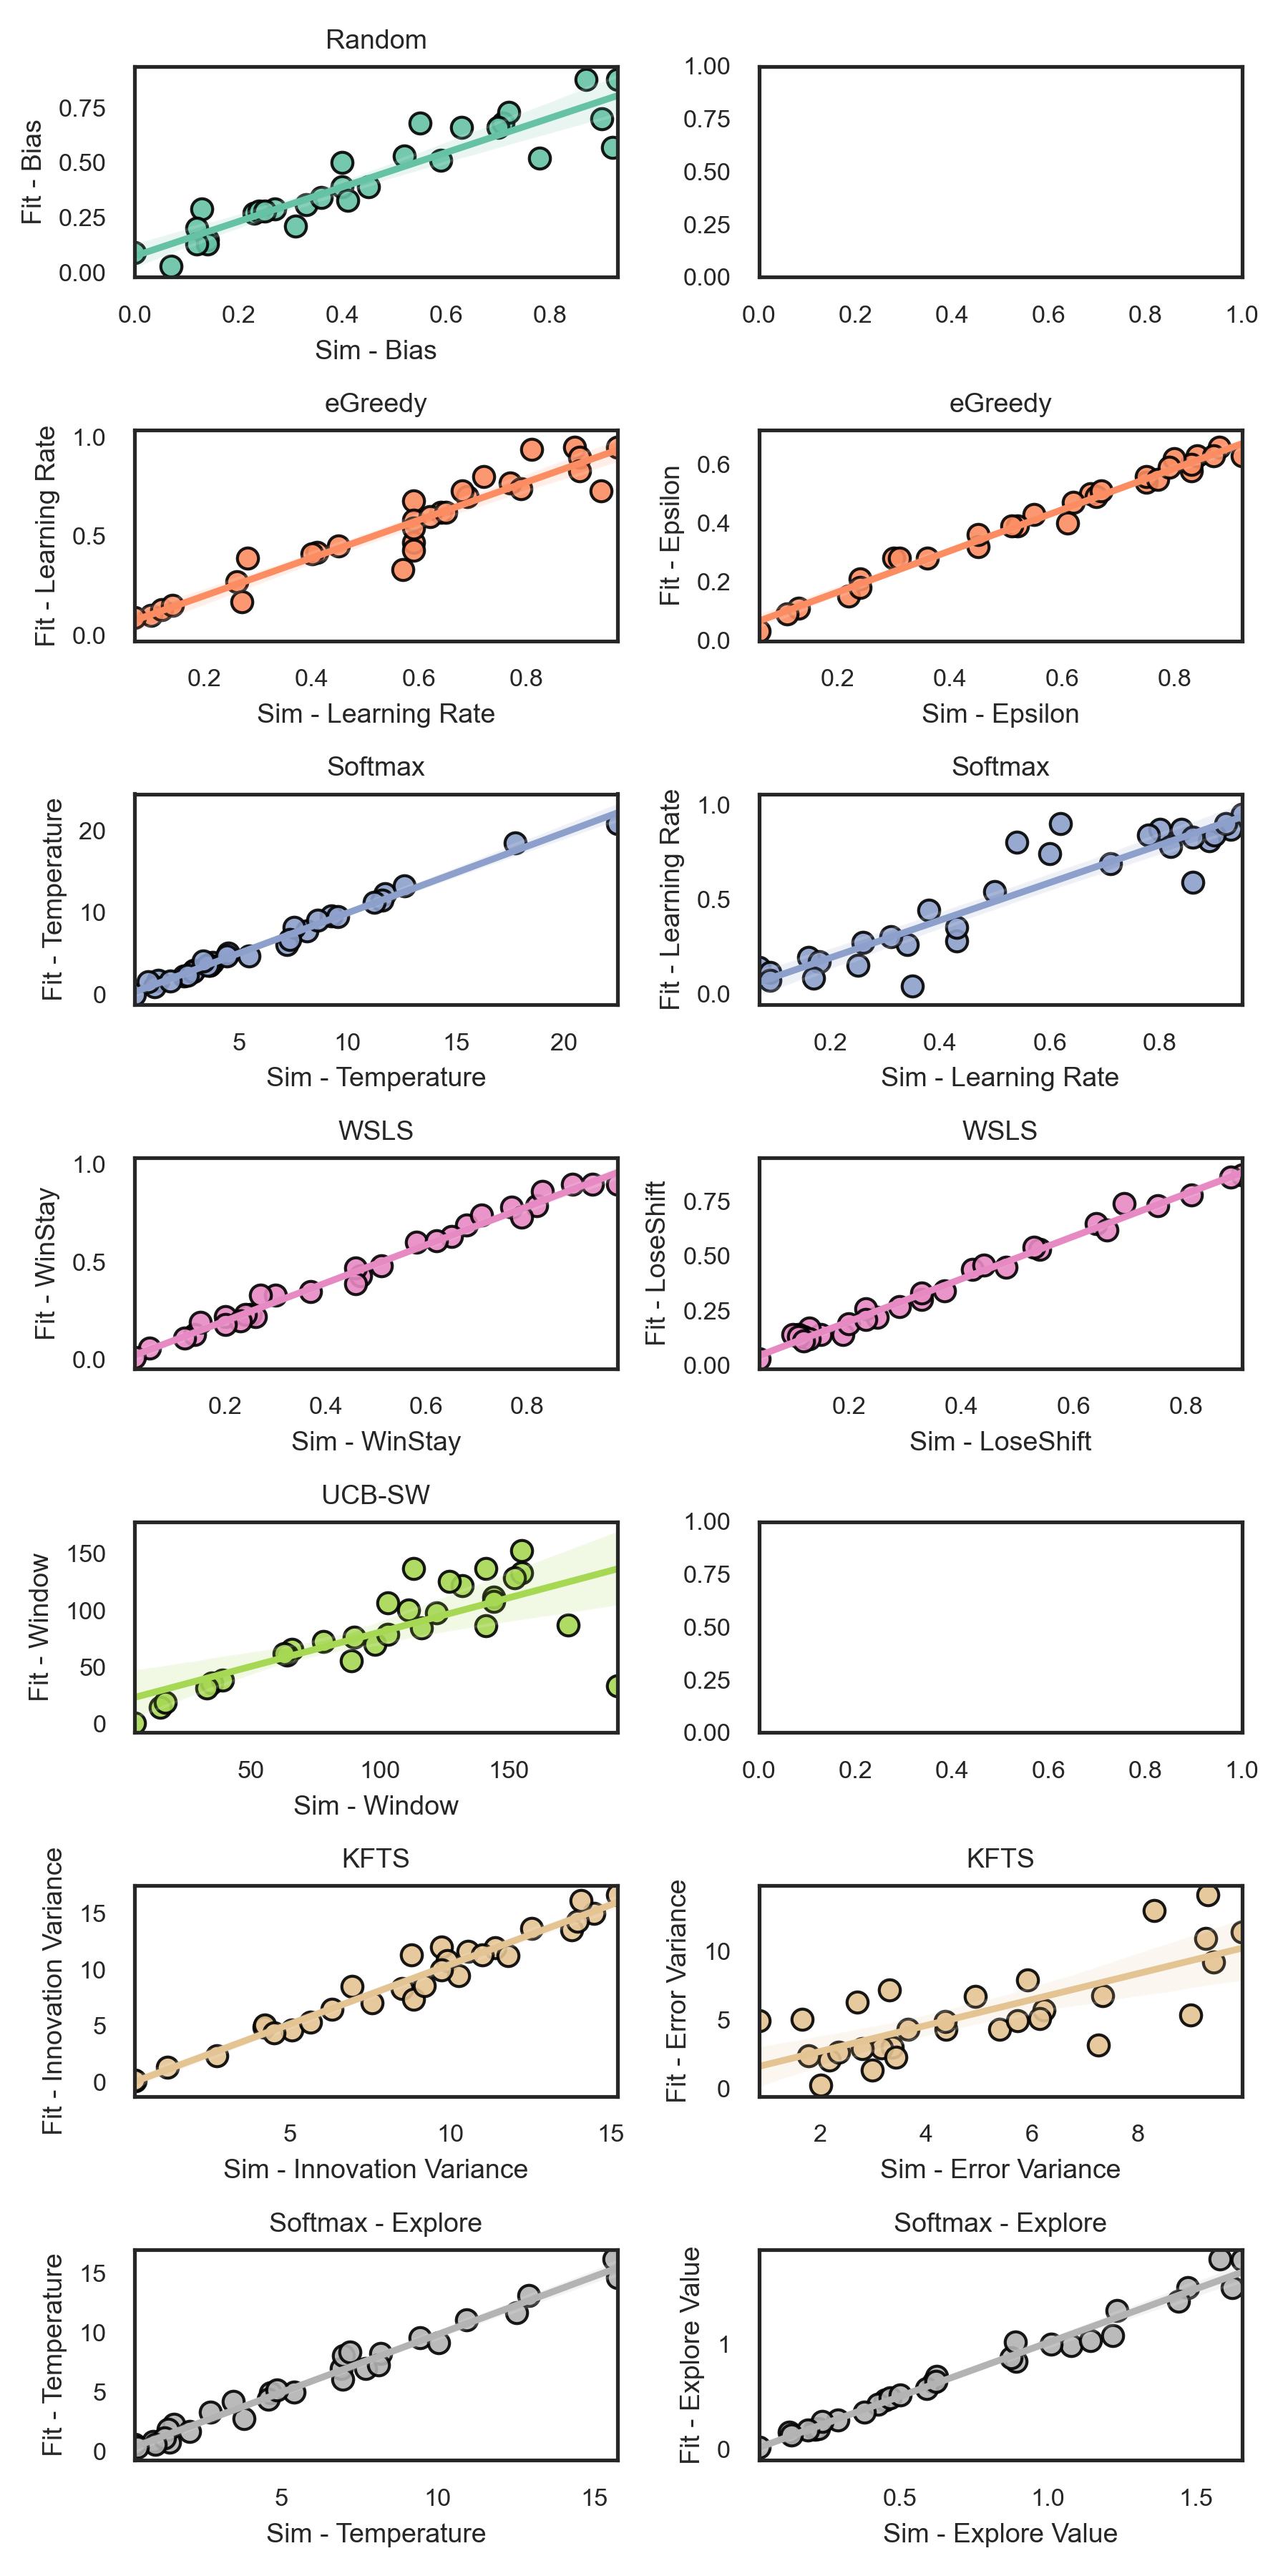 Random
Fit - Bias
0.75
0.50
0.25
0.00
0.0 0.2 0.4 0.6 0.8
Sim - Bias
1.00
0.75
0.50
0.25
0.00
0.0 0.2 0.4 0.6 0.8 1.0
eGreedy
Fit - Learning Rate
1.0
0.5
0.0
0.2 0.4 0.6 0.8
Sim - Learning Rate
eGreedy
Fit - Epsilon
0.6
0.4
0.2
0.0
0.2 0.4 0.6 0.8
Sim - Epsilon
Softmax
Fit - Temperature
20
10
0
5 10 15 20
Sim - Temperature
Softmax
Fit - Learning Rate
1.0
0.5
0.0
0.2 0.4 0.6 0.8
Sim - Learning Rate
WSLS
Fit - WinStay
1.0
0.5
0.0
0.2 0.4 0.6 0.8
Sim - WinStay
WSLS
Fit - LoseShift
0.75
0.50
0.25
0.00
0.2 0.4 0.6 0.8
Sim - LoseShift
UCB-SW
Fit - Window
150
100
50
0
50 100 150
Sim - Window
1.00
0.75
0.50
0.25
0.00
0.0 0.2 0.4 0.6 0.8 1.0
KFTS
Fit - Innovation Variance
15
10
5
0
5 10 15
Sim - Innovation Variance
KFTS
Fit - Error Variance
10
5
0
2 4 6 8
Sim - Error Variance
Softmax - Explore
Fit - Temperature
15
10
5
0
5 10 15
Sim - Temperature
Softmax - Explore
Fit - Explore Value
1
0
0.5 1.0 1.5
Sim - Explore Value